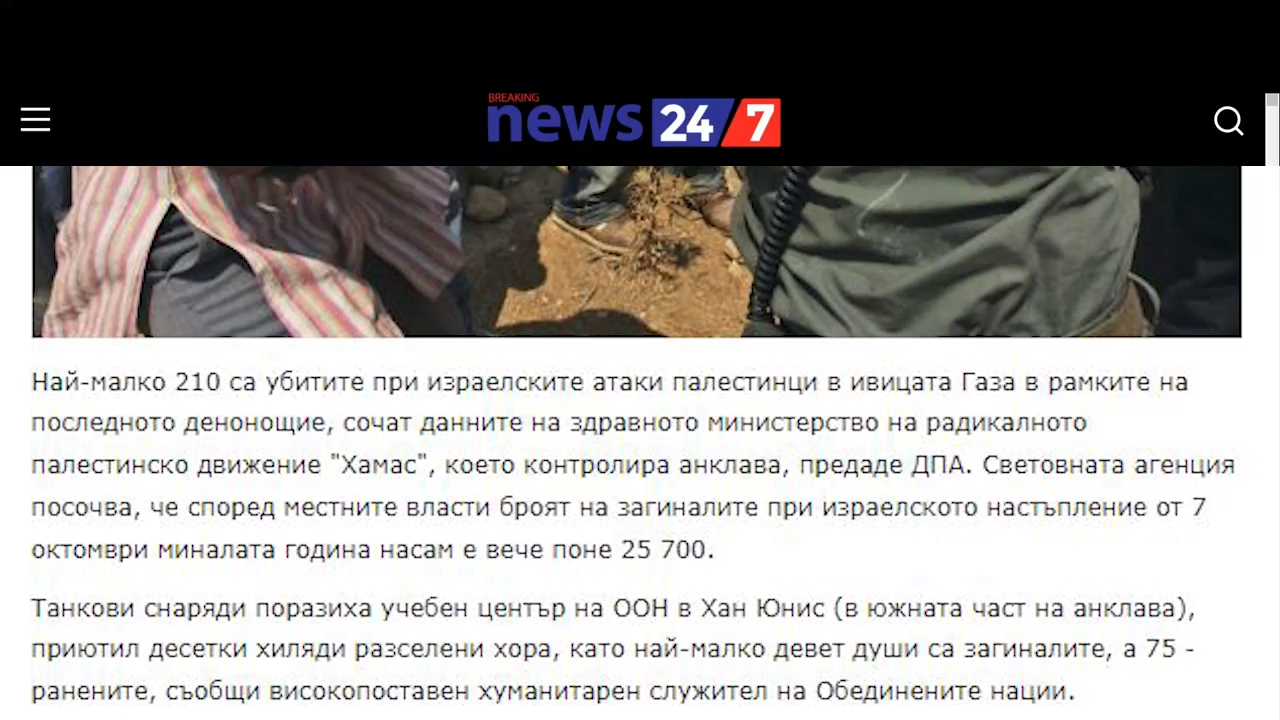 BREAKING
news 24/7
Най-малко 210 са убитите при израелските атаки палестинци в ивицата Газа в рамките на
последното денонощие, сочат данните на здравното министерство на радикалното
палестинско движение "Хамас", което контролира анклава, предаде ДПА. Световната агенция
посочва, че според местните власти броят на загиналите при израелското настъпление от 7
октомври миналата година насам е вече поне 25 700.
Танкови снаряди поразиха учебен център на ООН в Хан Юнис (в южната част на анклава),
приютил десетки хиляди разселени хора, като най-малко девет души са загиналите, а 75 -
ранените, съобщи високопоставен хуманитарен служител на Обединените нации.